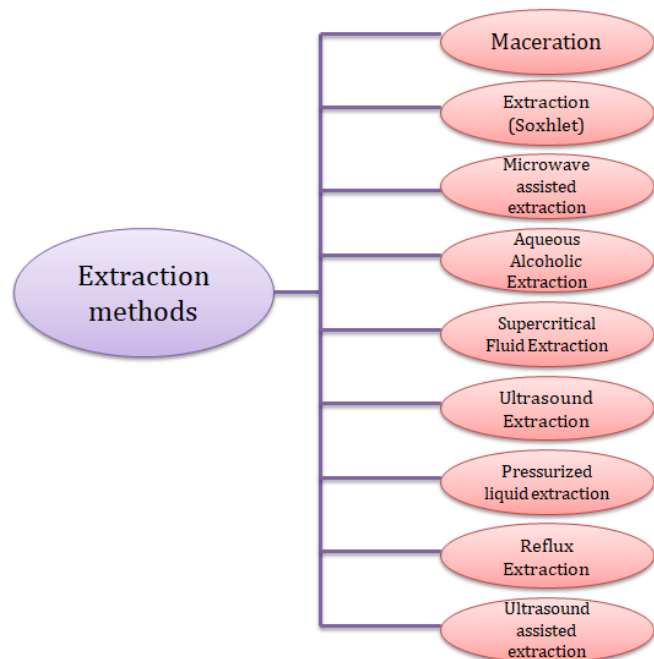 Extraction
methods
Maceration
Extraction
(Soxhlet)
Microwave
assisted
extraction
Aqueous
Alcoholic
Extraction
Supercritical
Fluid Extraction
Ultrasound
Extraction
Pressurized
liquid extraction
Reflux
Extraction
Ultrasound
assisted
extraction